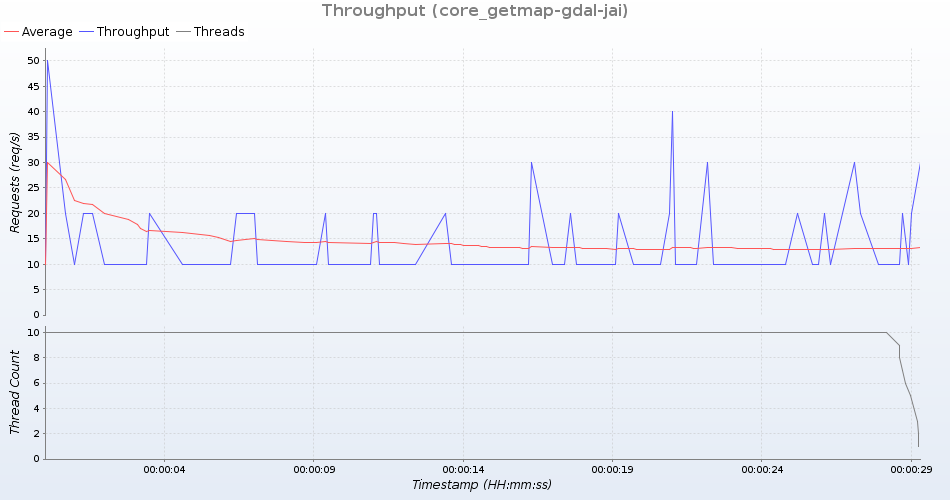 Throughput (core_getmap-gdal-jai)
Average Throughput Threads
Requests (req/s)
50
45
40
35
30
25
20
15
10
5
0
Thread Count
10
8
6
4
2
0
00:00:04 00:00:09 00:00:14 00:00:19 00:00:24 00:00:29
Timestamp (HH:mm:ss)